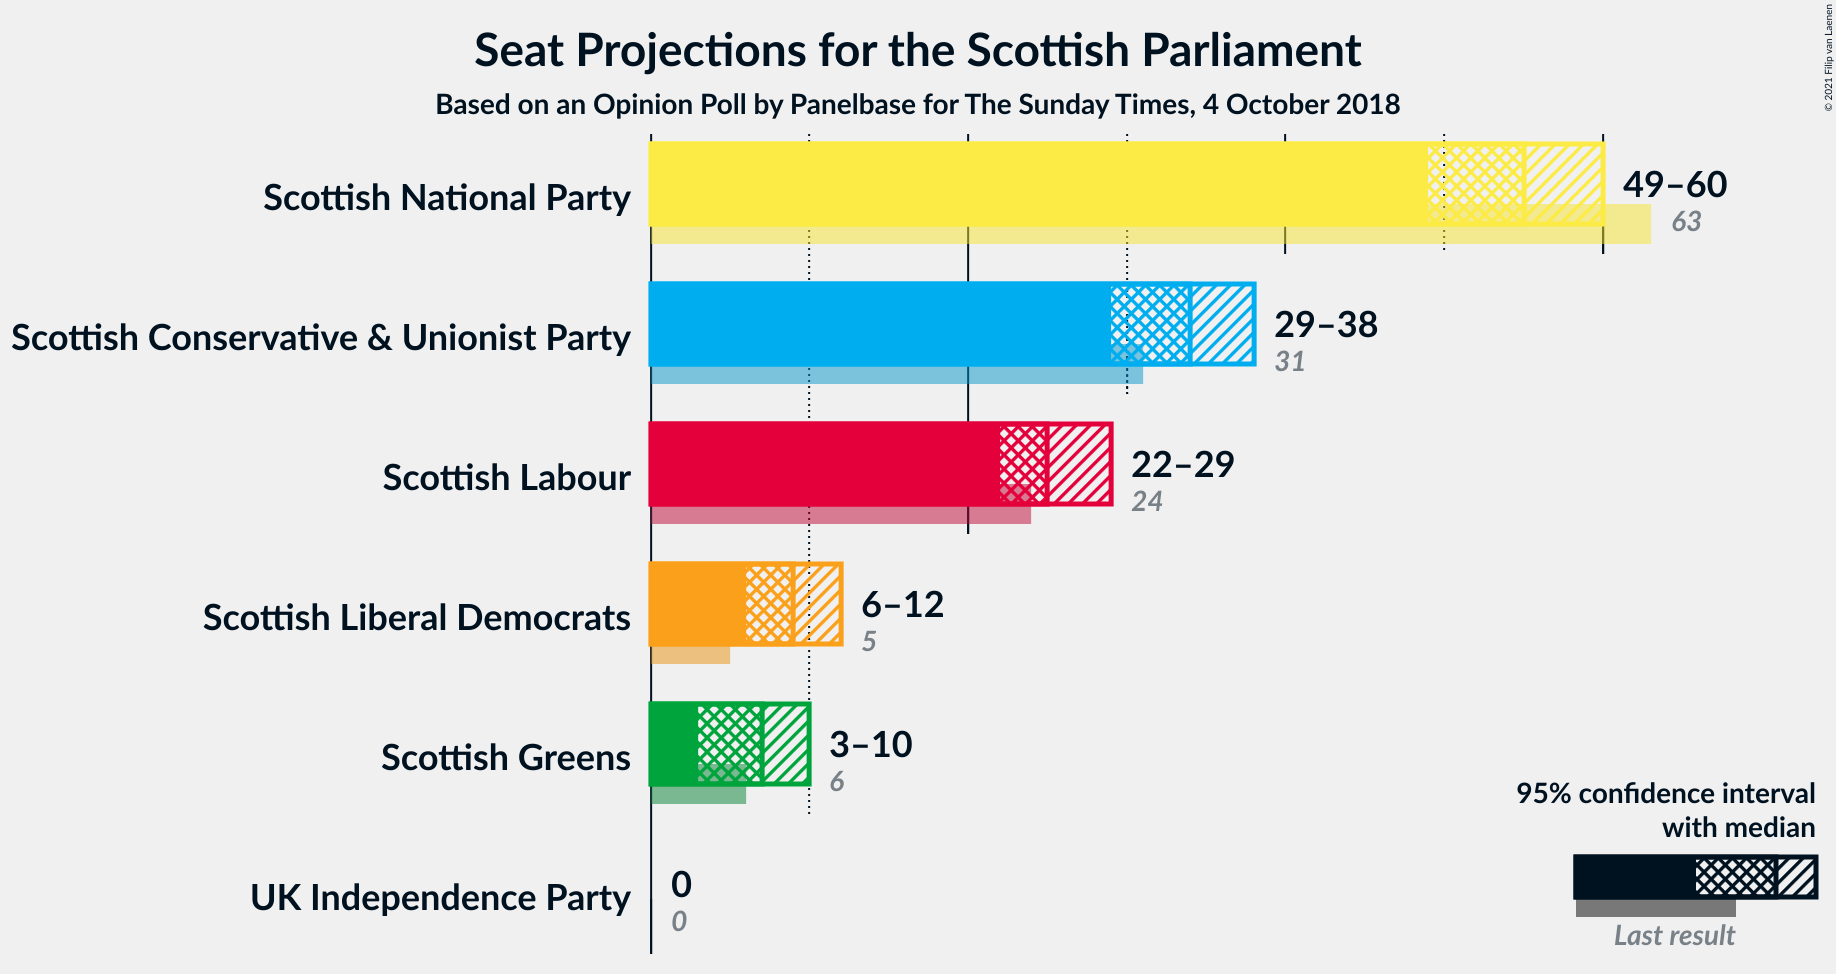 Seat Projections for the Scottish Parliament
Based on an Opinion Poll by Panelbase for The Sunday Times, 4 October 2018
© 2021 Filip van Laenen
Scottish National Party
49–60
63
Scottish Conservative & Unionist Party
29–38
31
Scottish Labour
22–29
24
Scottish Liberal Democrats
6–12
5
Scottish Greens
3–10
6
UK Independence Party
0
0
95% confidence interval
with median
Last result